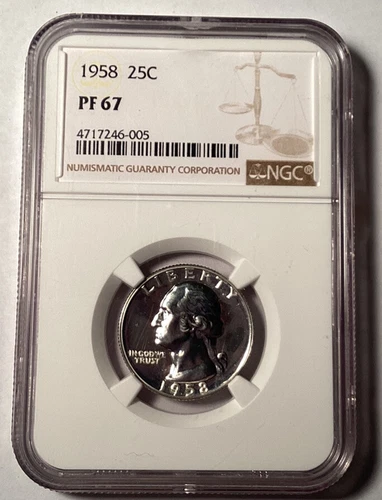 1958 25C
PF 67
4717246-005
NUMISMATIC GUARANTY CORPORATION
NGC®
LIBERTY
IN GOD WE
TRUST
1958